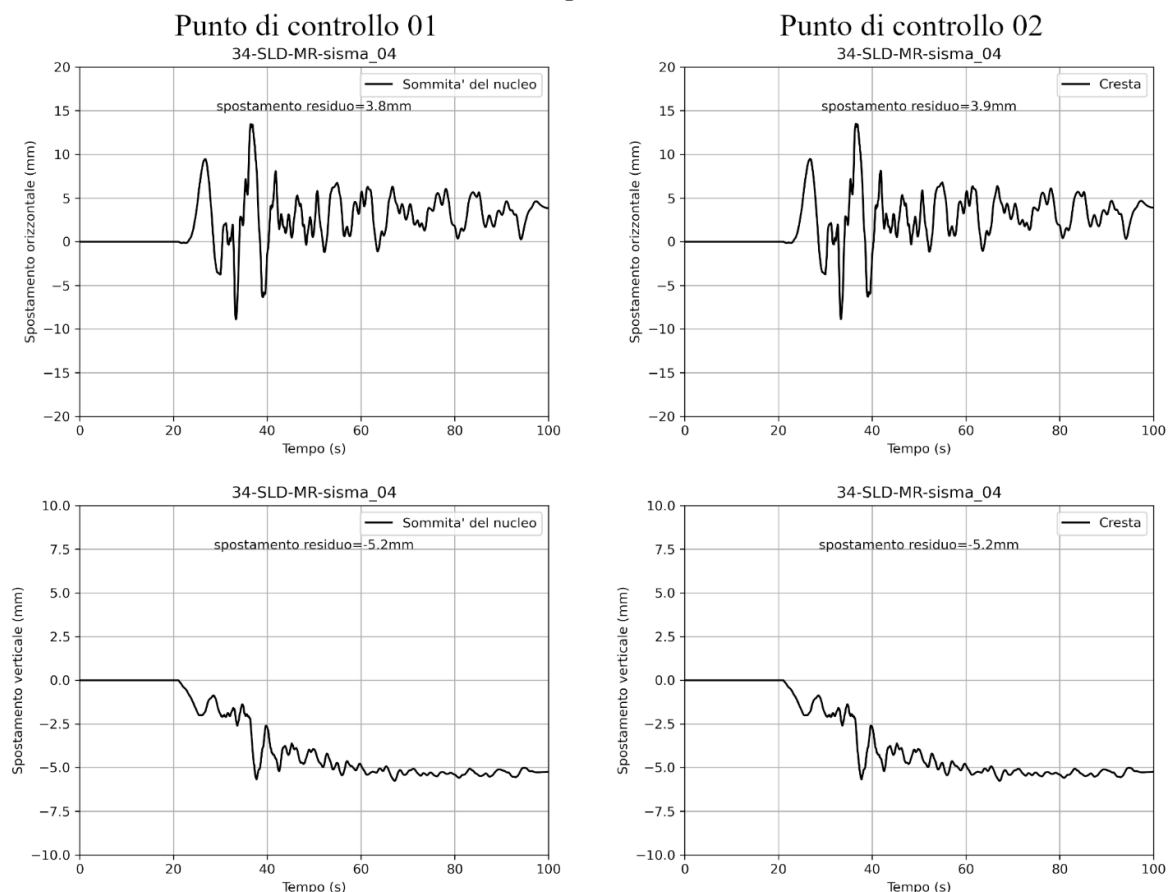 Punto di controllo 01
34-SLD-MR-sisma_04
20
15
10
5
0
−5
−10
−15
−20
Spostamento orizzontale (mm)
Sommita' del nucleo
spostamento residuo=3.8mm
0
20
40
60
80
100
Tempo (s)
Punto di controllo 02
34-SLD-MR-sisma_04
20
15
10
5
0
−5
−10
−15
−20
Spostamento orizzontale (mm)
Cresta
spostamento residuo=3.9mm
0
20
40
60
80
100
Tempo (s)
34-SLD-MR-sisma_04
10.0
7.5
5.0
2.5
0.0
−2.5
−5.0
−7.5
−10.0
Spostamento verticale (mm)
Sommita' del nucleo
spostamento residuo=-5.2mm
0
20
40
60
80
100
Tempo (s)
34-SLD-MR-sisma_04
10.0
7.5
5.0
2.5
0.0
−2.5
−5.0
−7.5
−10.0
Spostamento verticale (mm)
Cresta
spostamento residuo=-5.2mm
0
20
40
60
80
100
Tempo (s)